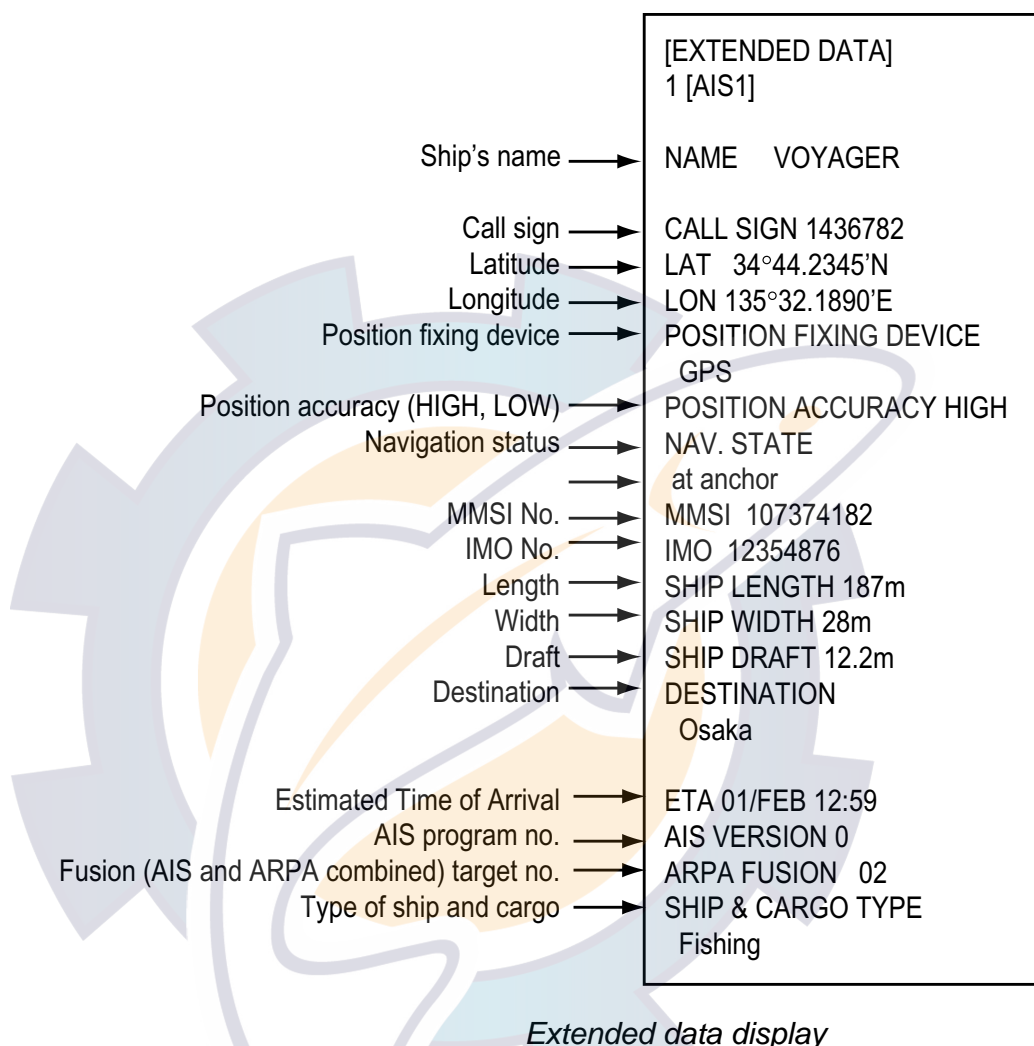 [EXTENDED DATA]
1 [AIS1]
Ship's name NAME VOYAGER
Call sign CALL SIGN 1436782
Latitude LAT 34°44.2345'N
Longitude LON 135°32.1890'E
Position fixing device POSITION FIXING DEVICE
GPS
Position accuracy (HIGH, LOW) POSITION ACCURACY HIGH
Navigation status NAV. STATE
at anchor
MMSI No. MMSI 107374182
IMO No. IMO 12354876
Length SHIP LENGTH 187m
Width SHIP WIDTH 28m
Draft SHIP DRAFT 12.2m
Destination DESTINATION
Osaka
Estimated Time of Arrival ETA 01/FEB 12:59
AIS program no. AIS VERSION 0
Fusion (AIS and ARPA combined) target no. ARPA FUSION 02
Type of ship and cargo SHIP & CARGO TYPE
Fishing
Extended data display